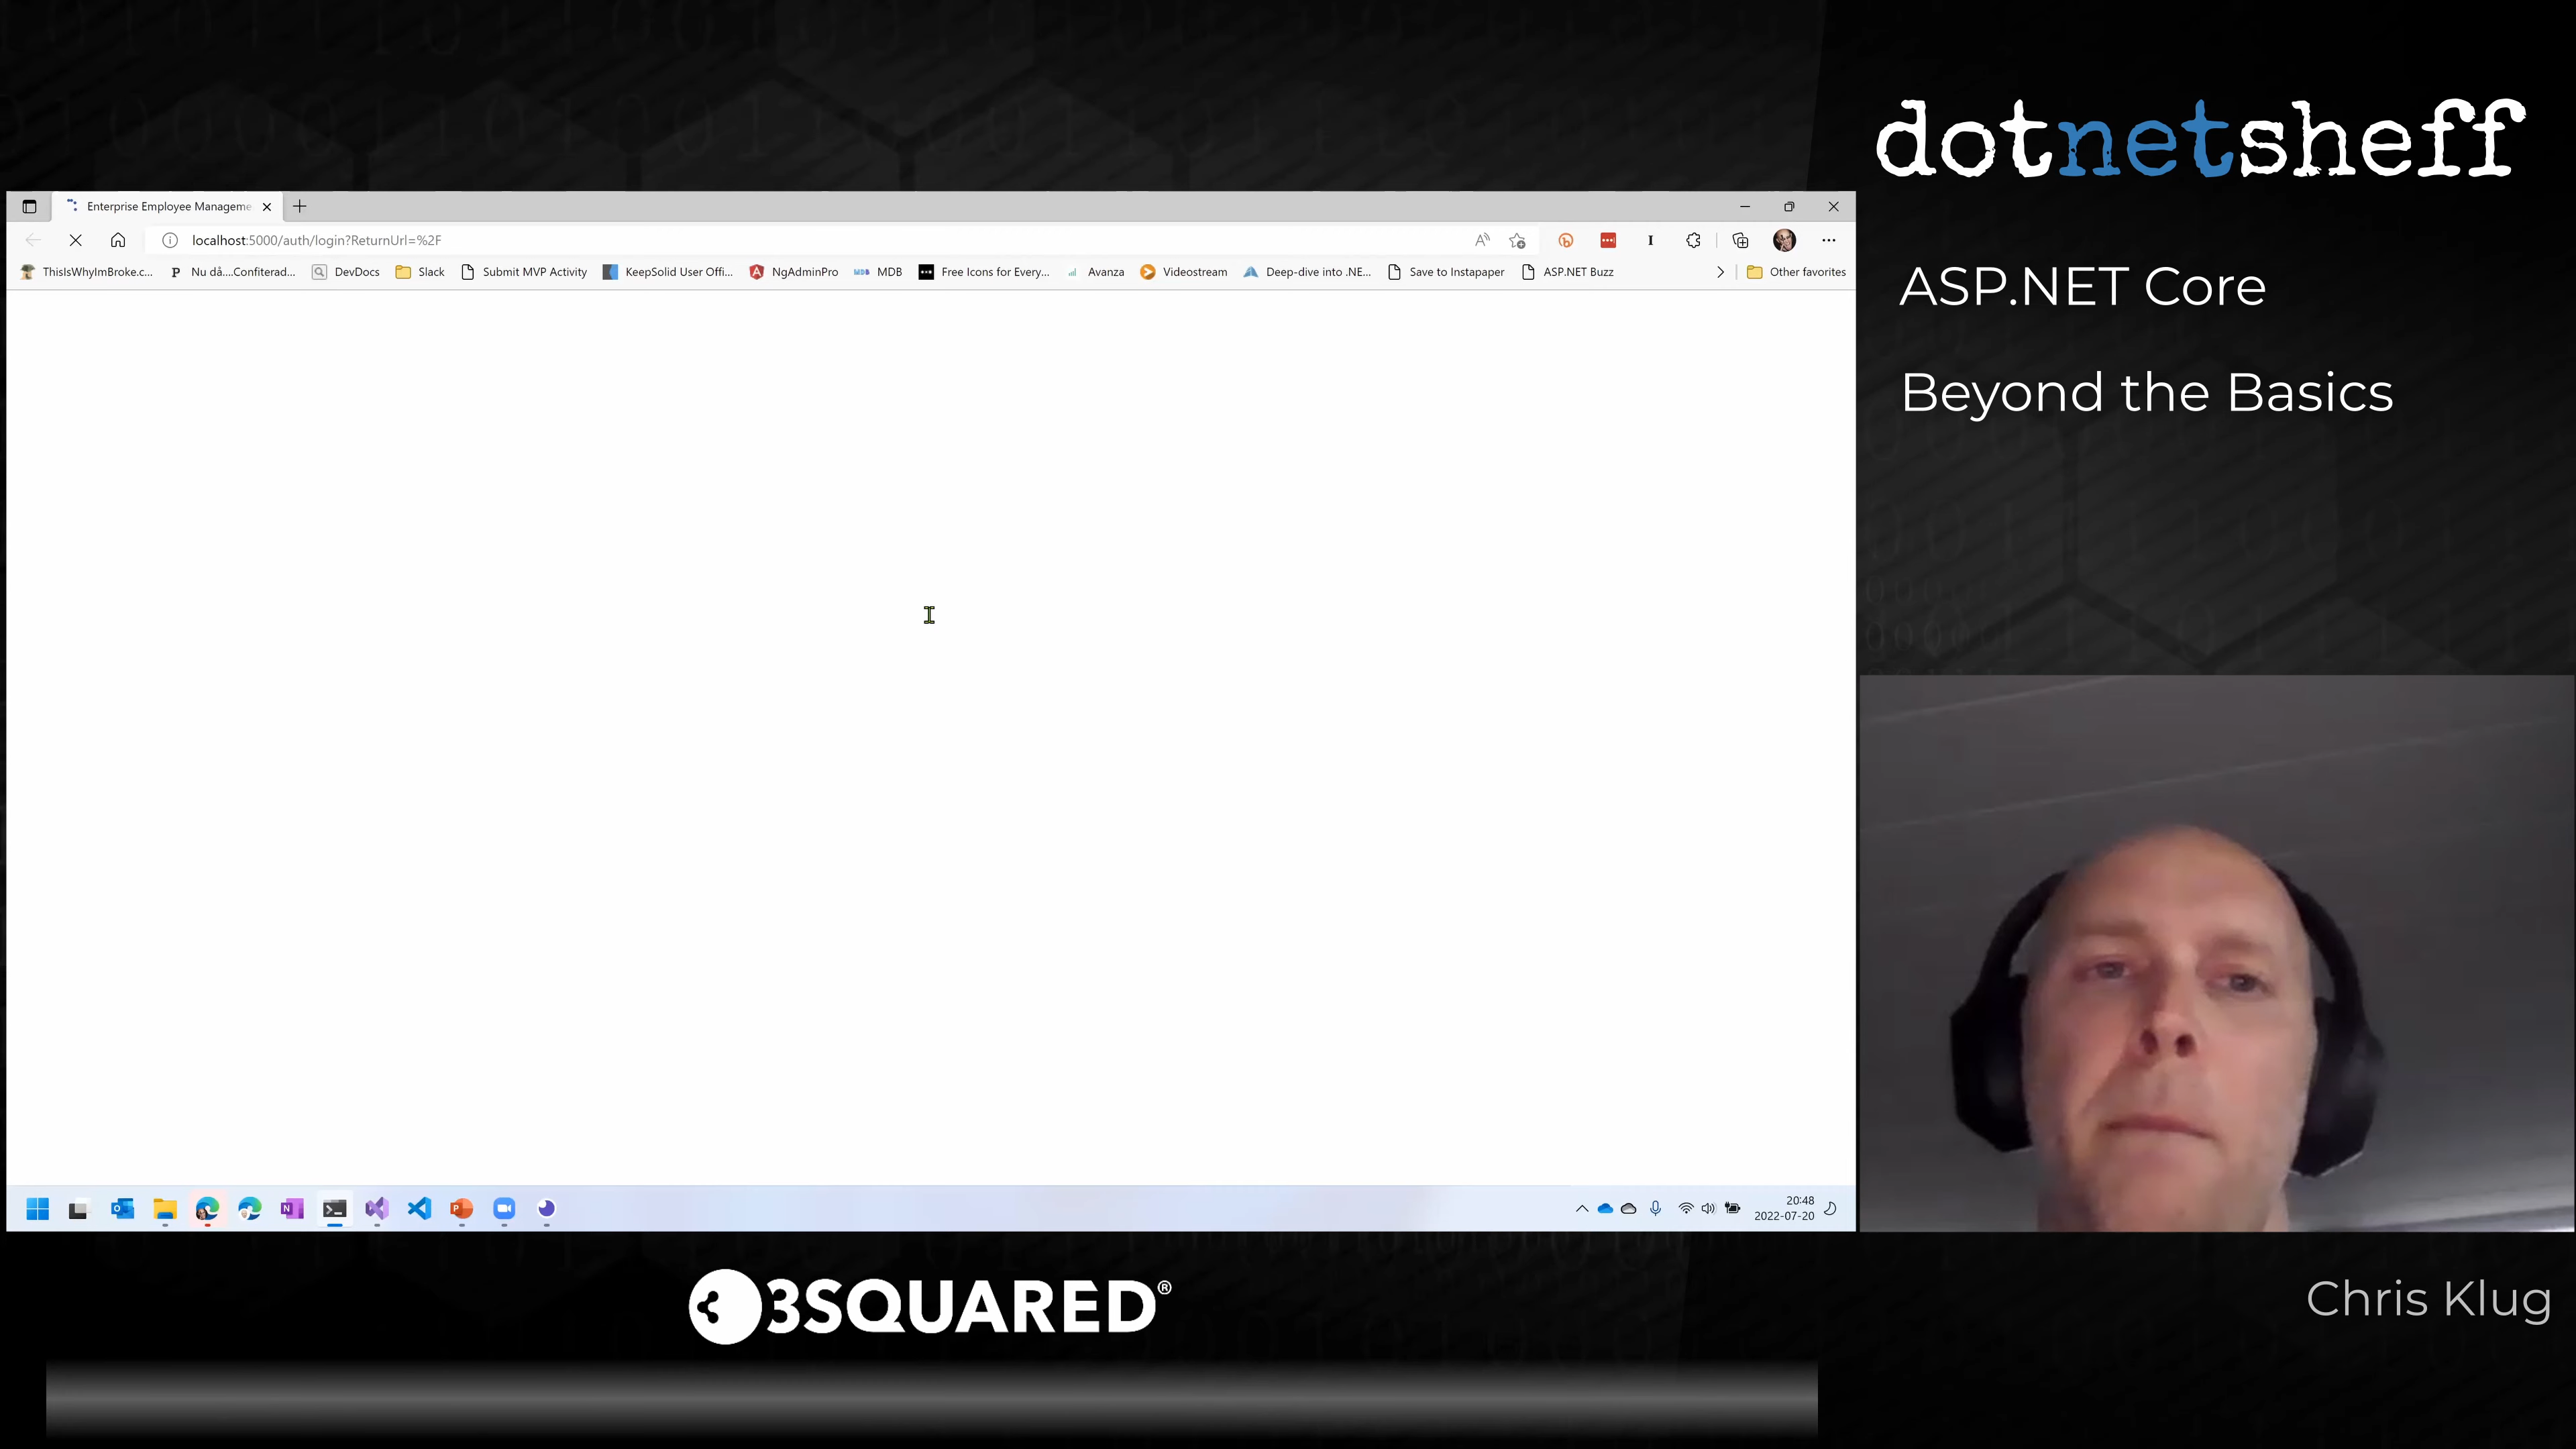 dotnetsheff
ASP.NET Core
Beyond the Basics
Enterprise Employee Manageme
localhost:5000/auth/login?ReturnUrl=%2F
ThisIsWhyImBroke.c... Nu då....Confiterad... DevDocs Slack Submit MVP Activity KeepSolid User Offi... NgAdminPro MDB MDB Free Icons for Every... Avanza Videostream Deep-dive into .NE... Save to Instapaper ASP.NET Buzz Other favorites
20:48
2022-07-20
3SQUARED®
Chris Klug